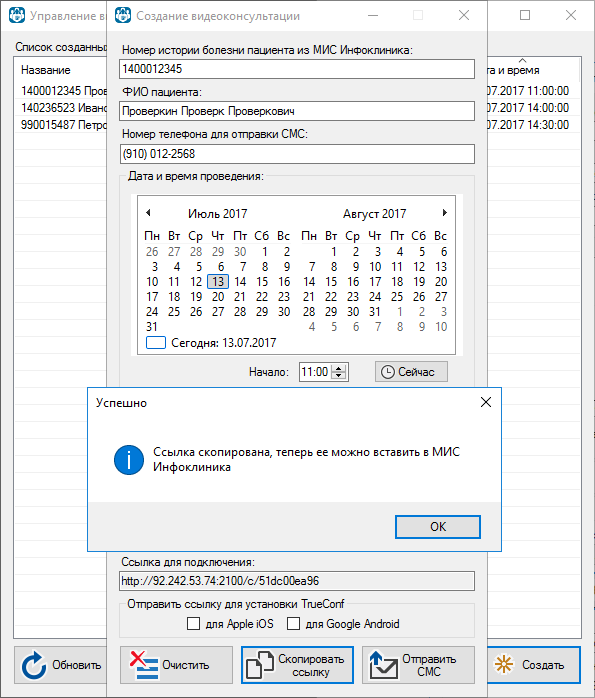 Управление в
Создание видеоконсультации
Список созданны
Название
та и время
1400012345 Пров
.07.2017 11:00:00
140236523 Ивано
.07.2017 14:00:00
990015487 Петро
.07.2017 14:30:00
Номер истории болезни пациента из МИС Инфоклиника:
1400012345
ФИО пациента:
Проверкин Проверк Проверкович
Номер телефона для отправки СМС:
(910) 012-2568
Дата и время проведения:
Июль 2017
Пн Вт Ср Чт Пт Сб Вс
26 27 28 29 30 1 2
3 4 5 6 7 8 9
10 11 12 13 14 15 16
17 18 19 20 21 22 23
24 25 26 27 28 29 30
31
Август 2017
Пн Вт Ср Чт Пт Сб Вс
1 2 3 4 5 6
7 8 9 10 11 12 13
14 15 16 17 18 19 20
21 22 23 24 25 26 27
28 29 30 31 1 2 3
4 5 6 7 8 9 10
Сегодня: 13.07.2017
Начало: 11:00 Сейчас
Успешно
Ссылка скопирована, теперь ее можно вставить в МИС
Инфоклиника
OK
Ссылка для подключения:
http://92.242.53.74:2100/c/51dc00ea96
Отправить ссылку для установки TrueConf
для Apple iOS для Google Android
Обновить
Очистить
Скопировать
ссылку
Отправить
СМС
Создать